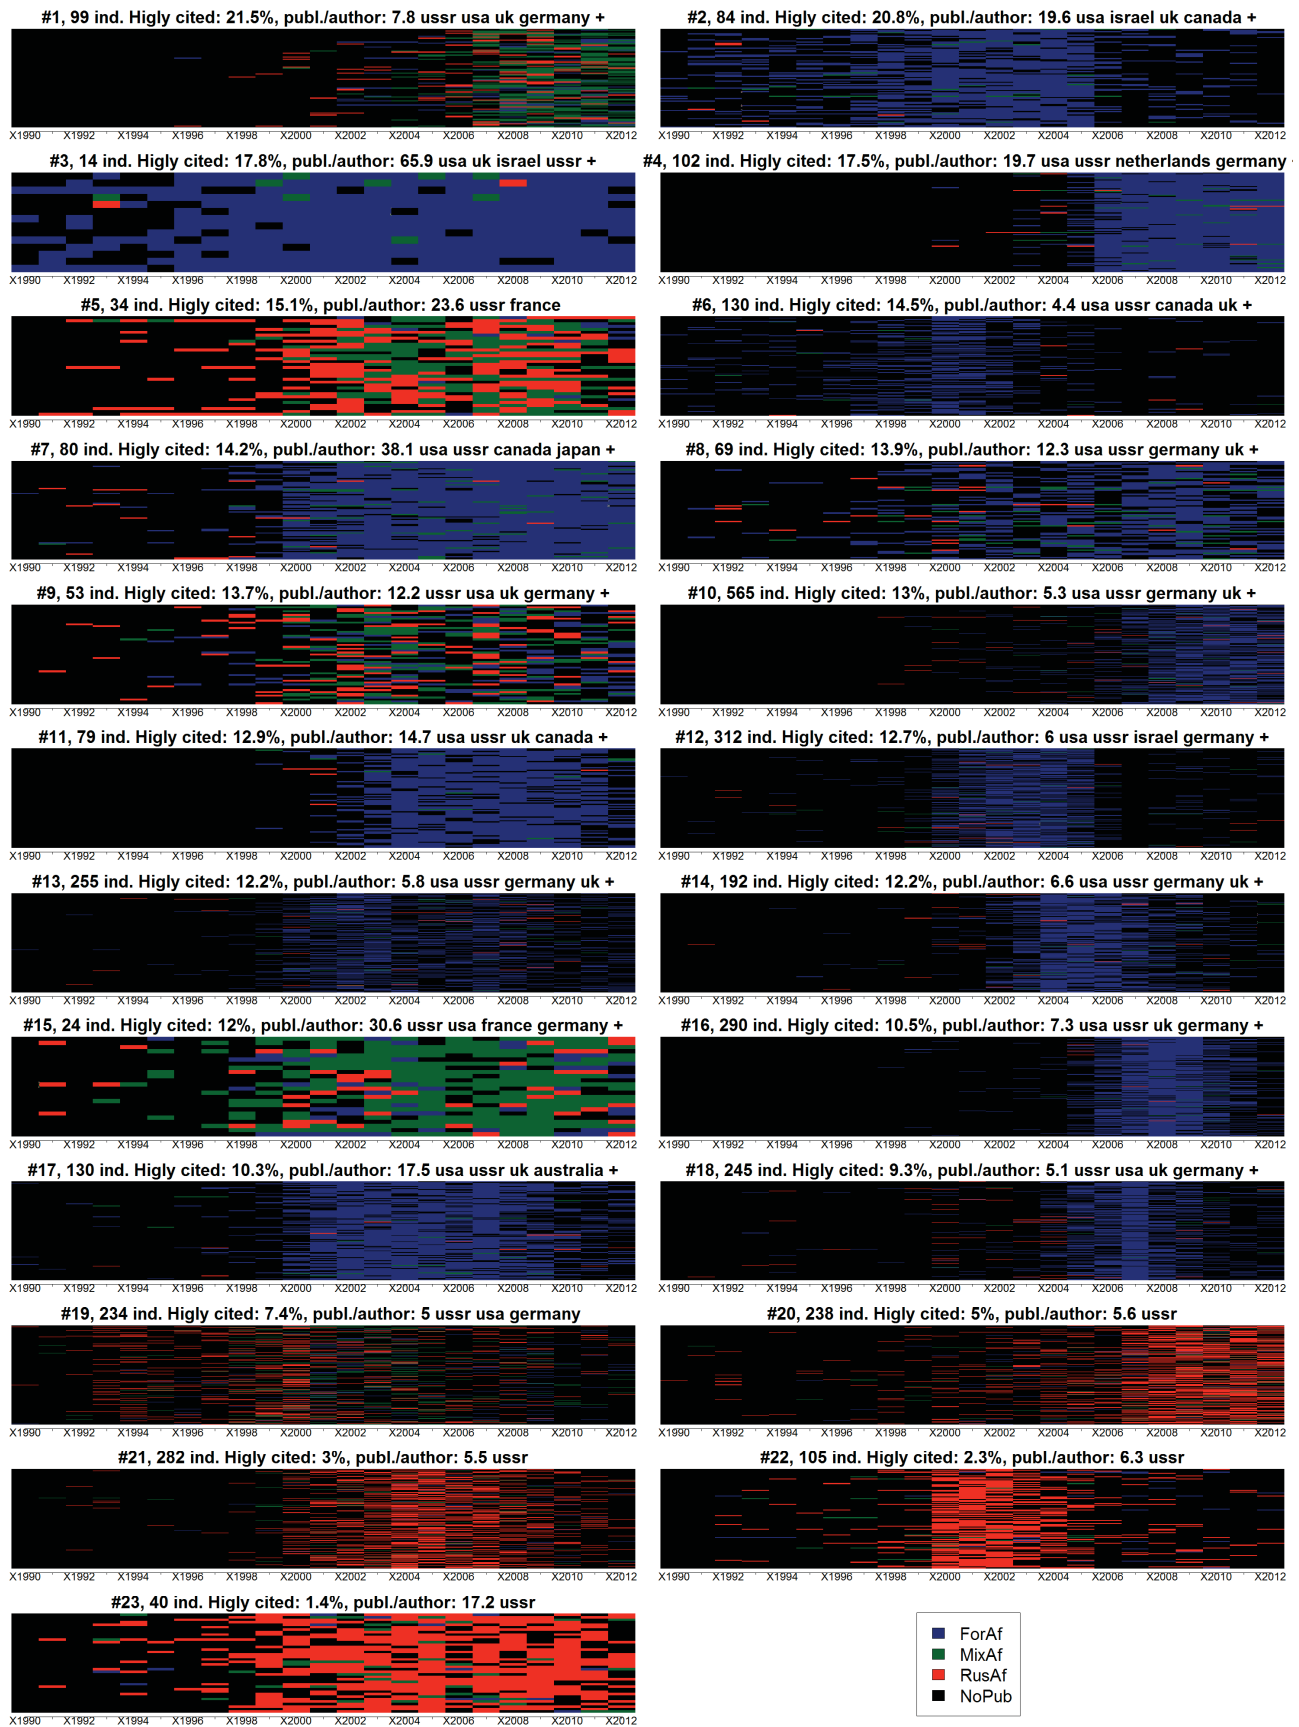 #1, 99 ind. Higly cited: 21.5%, publ./author: 7.8 ussr usa uk germany +
X1990 X1992 X1994 X1996 X1998 X2000 X2002 X2004 X2006 X2008 X2010 X2012
#2, 84 ind. Higly cited: 20.8%, publ./author: 19.6 usa israel uk canada +
X1990 X1992 X1994 X1996 X1998 X2000 X2002 X2004 X2006 X2008 X2010 X2012
#3, 14 ind. Higly cited: 17.8%, publ./author: 65.9 usa uk israel ussr +
X1990 X1992 X1994 X1996 X1998 X2000 X2002 X2004 X2006 X2008 X2010 X2012
#4, 102 ind. Higly cited: 17.5%, publ./author: 19.7 usa ussr netherlands germany
X1990 X1992 X1994 X1996 X1998 X2000 X2002 X2004 X2006 X2008 X2010 X2012
#5, 34 ind. Higly cited: 15.1%, publ./author: 23.6 ussr france
X1990 X1992 X1994 X1996 X1998 X2000 X2002 X2004 X2006 X2008 X2010 X2012
#6, 130 ind. Higly cited: 14.5%, publ./author: 4.4 usa ussr canada uk +
X1990 X1992 X1994 X1996 X1998 X2000 X2002 X2004 X2006 X2008 X2010 X2012
#7, 80 ind. Higly cited: 14.2%, publ./author: 38.1 usa ussr canada japan +
X1990 X1992 X1994 X1996 X1998 X2000 X2002 X2004 X2006 X2008 X2010 X2012
#8, 69 ind. Higly cited: 13.9%, publ./author: 12.3 usa ussr germany uk +
X1990 X1992 X1994 X1996 X1998 X2000 X2002 X2004 X2006 X2008 X2010 X2012
#9, 53 ind. Higly cited: 13.7%, publ./author: 12.2 ussr usa uk germany +
X1990 X1992 X1994 X1996 X1998 X2000 X2002 X2004 X2006 X2008 X2010 X2012
#10, 565 ind. Higly cited: 13%, publ./author: 5.3 usa ussr germany uk +
X1990 X1992 X1994 X1996 X1998 X2000 X2002 X2004 X2006 X2008 X2010 X2012
#11, 79 ind. Higly cited: 12.9%, publ./author: 14.7 usa ussr uk canada +
X1990 X1992 X1994 X1996 X1998 X2000 X2002 X2004 X2006 X2008 X2010 X2012
#12, 312 ind. Higly cited: 12.7%, publ./author: 6 usa ussr israel germany +
X1990 X1992 X1994 X1996 X1998 X2000 X2002 X2004 X2006 X2008 X2010 X2012
#13, 255 ind. Higly cited: 12.2%, publ./author: 5.8 usa ussr germany uk +
X1990 X1992 X1994 X1996 X1998 X2000 X2002 X2004 X2006 X2008 X2010 X2012
#14, 192 ind. Higly cited: 12.2%, publ./author: 6.6 usa ussr germany uk +
X1990 X1992 X1994 X1996 X1998 X2000 X2002 X2004 X2006 X2008 X2010 X2012
#15, 24 ind. Higly cited: 12%, publ./author: 30.6 ussr usa france germany +
X1990 X1992 X1994 X1996 X1998 X2000 X2002 X2004 X2006 X2008 X2010 X2012
#16, 290 ind. Higly cited: 10.5%, publ./author: 7.3 usa ussr uk germany +
X1990 X1992 X1994 X1996 X1998 X2000 X2002 X2004 X2006 X2008 X2010 X2012
#17, 130 ind. Higly cited: 10.3%, publ./author: 17.5 usa ussr uk australia +
X1990 X1992 X1994 X1996 X1998 X2000 X2002 X2004 X2006 X2008 X2010 X2012
#18, 245 ind. Higly cited: 9.3%, publ./author: 5.1 ussr usa uk germany +
X1990 X1992 X1994 X1996 X1998 X2000 X2002 X2004 X2006 X2008 X2010 X2012
#19, 234 ind. Higly cited: 7.4%, publ./author: 5 ussr usa germany
X1990 X1992 X1994 X1996 X1998 X2000 X2002 X2004 X2006 X2008 X2010 X2012
#20, 238 ind. Higly cited: 5%, publ./author: 5.6 ussr
X1990 X1992 X1994 X1996 X1998 X2000 X2002 X2004 X2006 X2008 X2010 X2012
#21, 282 ind. Higly cited: 3%, publ./author: 5.5 ussr
X1990 X1992 X1994 X1996 X1998 X2000 X2002 X2004 X2006 X2008 X2010 X2012
#22, 105 ind. Higly cited: 2.3%, publ./author: 6.3 ussr
X1990 X1992 X1994 X1996 X1998 X2000 X2002 X2004 X2006 X2008 X2010 X2012
#23, 40 ind. Higly cited: 1.4%, publ./author: 17.2 ussr
X1990 X1992 X1994 X1996 X1998 X2000 X2002 X2004 X2006 X2008 X2010 X2012
ForAf
MixAf
RusAf
NoPub